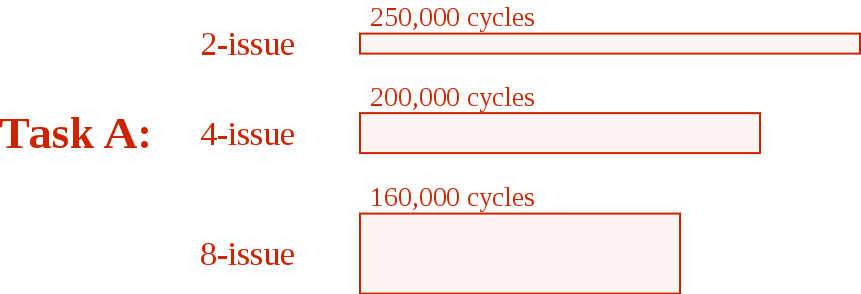 250,000 cycles
2-issue
200,000 cycles
Task A:
4-issue
160,000 cycles
8-issue